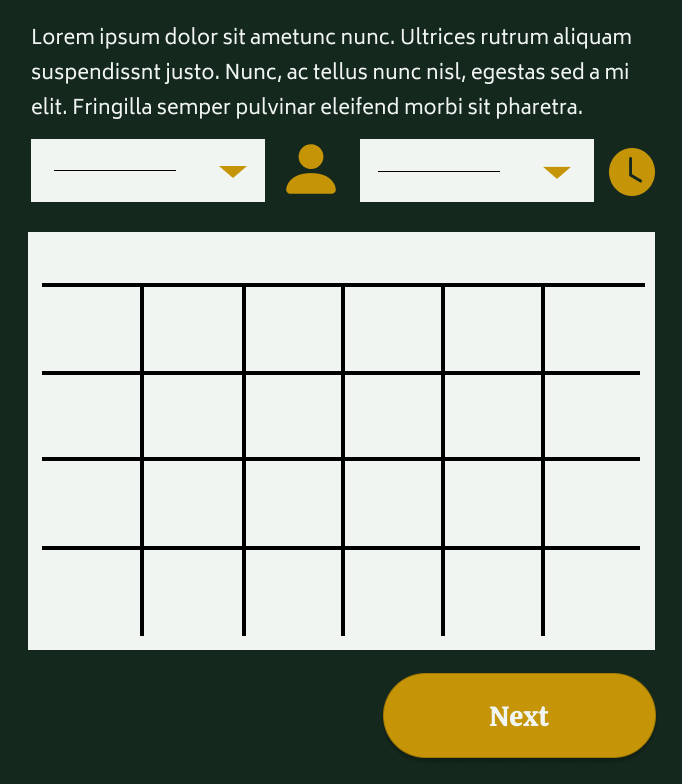 Lorem ipsum dolor sit ametunc nunc. Ultrices rutrum aliquam
suspendissnt justo. Nunc, ac tellus nunc nisl, egestas sed a mi
elit. Fringilla semper pulvinar eleifend morbi sit pharetra.
Next